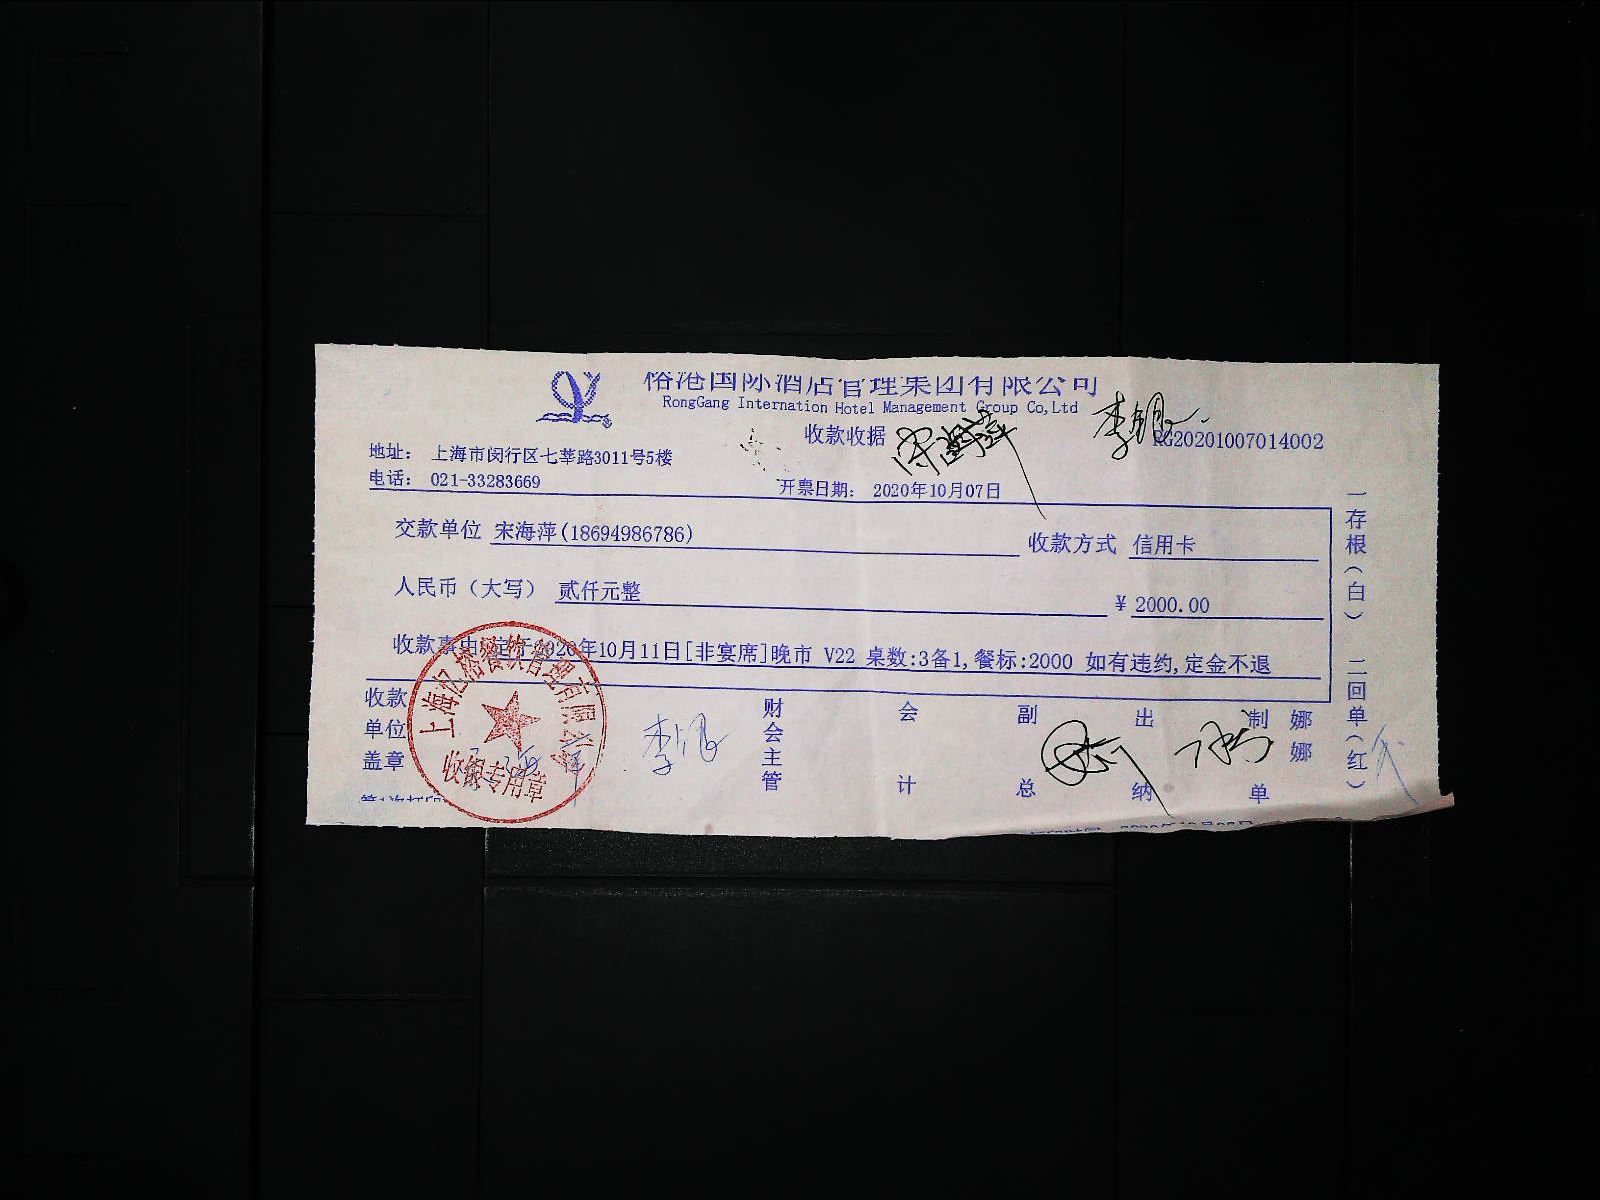 榕港国际酒店管理集团有限公司
RongGang Internation Hotel Management Group Co,Ltd
收款收据
RG20201007014002
地址： 上海市闵行区七莘路3011号5楼
电话： 021-33283669
开票日期： 2020年10月07日
交款单位 宋海萍(18694986786) 收款方式 信用卡
人民币（大写） 贰仟元整 ¥ 2000.00
收款事由 定于2020年10月11日[非宴席]晚市 V22 桌数:3备1,餐标:2000 如有违约,定金不退
收款单位盖章 财会主管 会计 副总 出纳 制单 娜娜
一存根（白） 二回单（红）
收银专用章